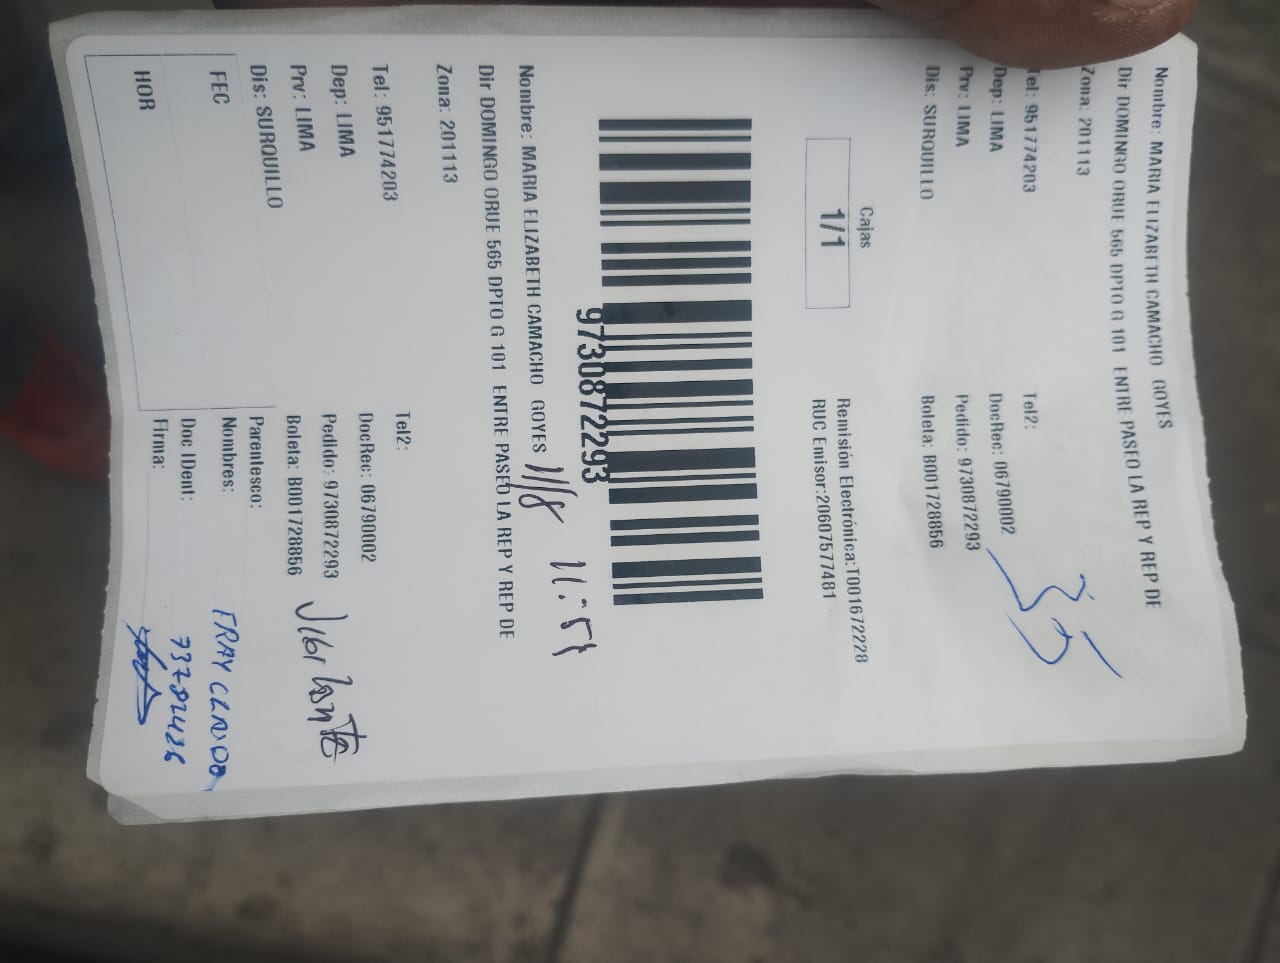 Nombre: MARIA ELIZABETH CAMACHO GOYES
Dir DOMINGO ORUE 565 DPTO G 101 ENTRE PASEO LA REP Y REP DE
Zona: 201113
Tel: 951774203 Tel2:
Dep: LIMA DocRec: 06790002
Prv: LIMA Pedido: 9730872293
Dis: SURQUILLO Boleta: B001728856
35
Cajas
1/1
Remisión Electrónica:T001672228
RUC Emisor:20607577481
9730872293
11/8 11:54
Nombre: MARIA ELIZABETH CAMACHO GOYES
Dir DOMINGO ORUE 565 DPTO G 101 ENTRE PASEO LA REP Y REP DE
Zona: 201113
Tel: 951774203 Tel2:
Dep: LIMA DocRec: 06790002
Prv: LIMA Pedido: 9730872293
Dis: SURQUILLO Boleta: B001728856
FEC
HOR
Parentesco:
Nombres: FRAY
Doc IDent:
Firma: